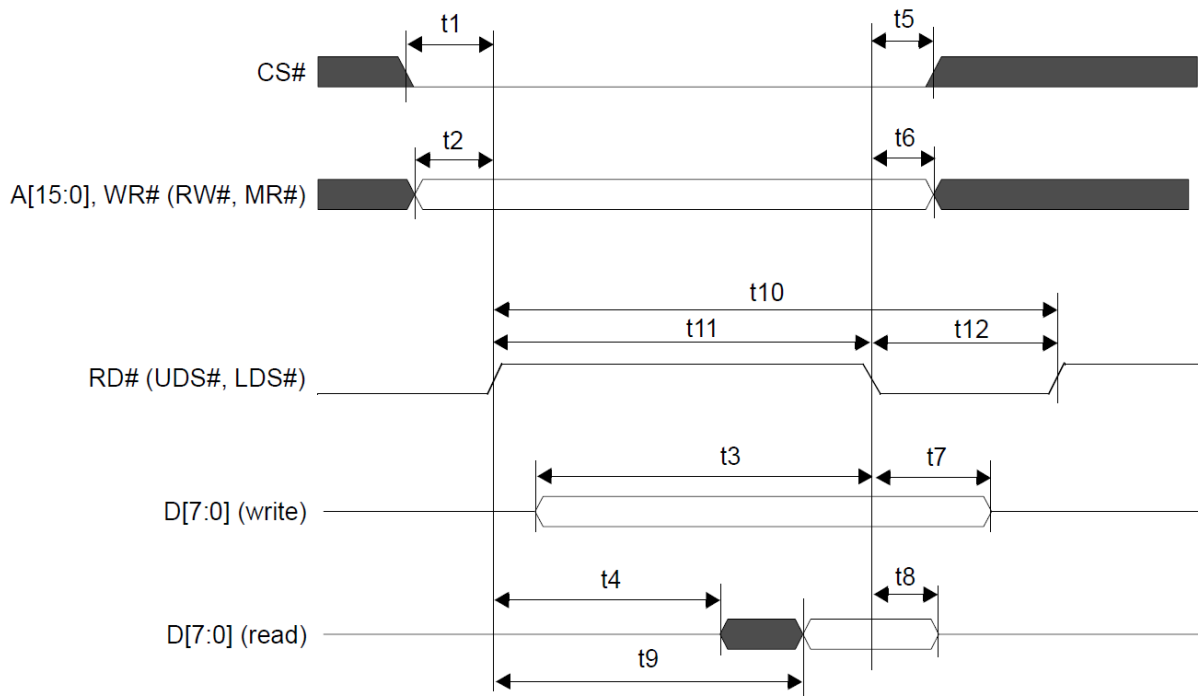 t1
t5
CS#
t2
t6
A[15:0], WR# (RW#, MR#)
t10
t11
t12
RD# (UDS#, LDS#)
t3
t7
D[7:0] (write)
t4
t8
D[7:0] (read)
t9